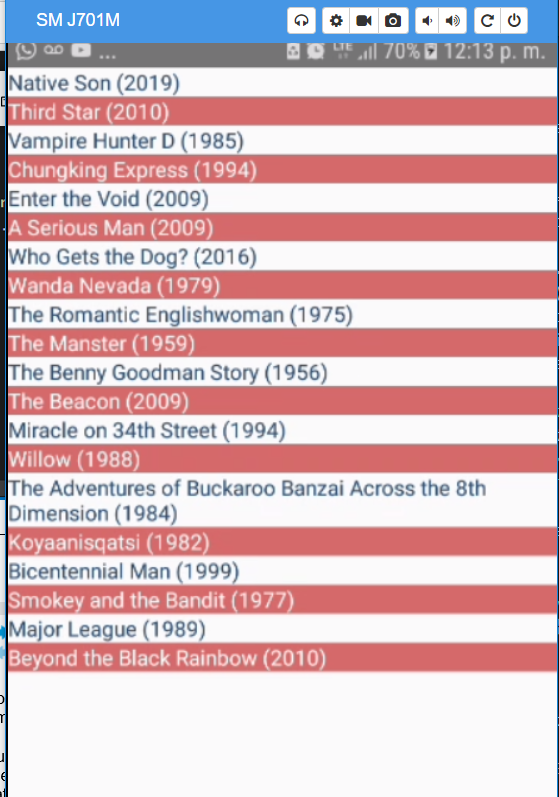 SM J701M
... LTE 70% 12:13 p. m.
Native Son (2019)
Third Star (2010)
Vampire Hunter D (1985)
Chungking Express (1994)
Enter the Void (2009)
A Serious Man (2009)
Who Gets the Dog? (2016)
Wanda Nevada (1979)
The Romantic Englishwoman (1975)
The Manster (1959)
The Benny Goodman Story (1956)
The Beacon (2009)
Miracle on 34th Street (1994)
Willow (1988)
The Adventures of Buckaroo Banzai Across the 8th
Dimension (1984)
Koyaanisqatsi (1982)
Bicentennial Man (1999)
Smokey and the Bandit (1977)
Major League (1989)
Beyond the Black Rainbow (2010)